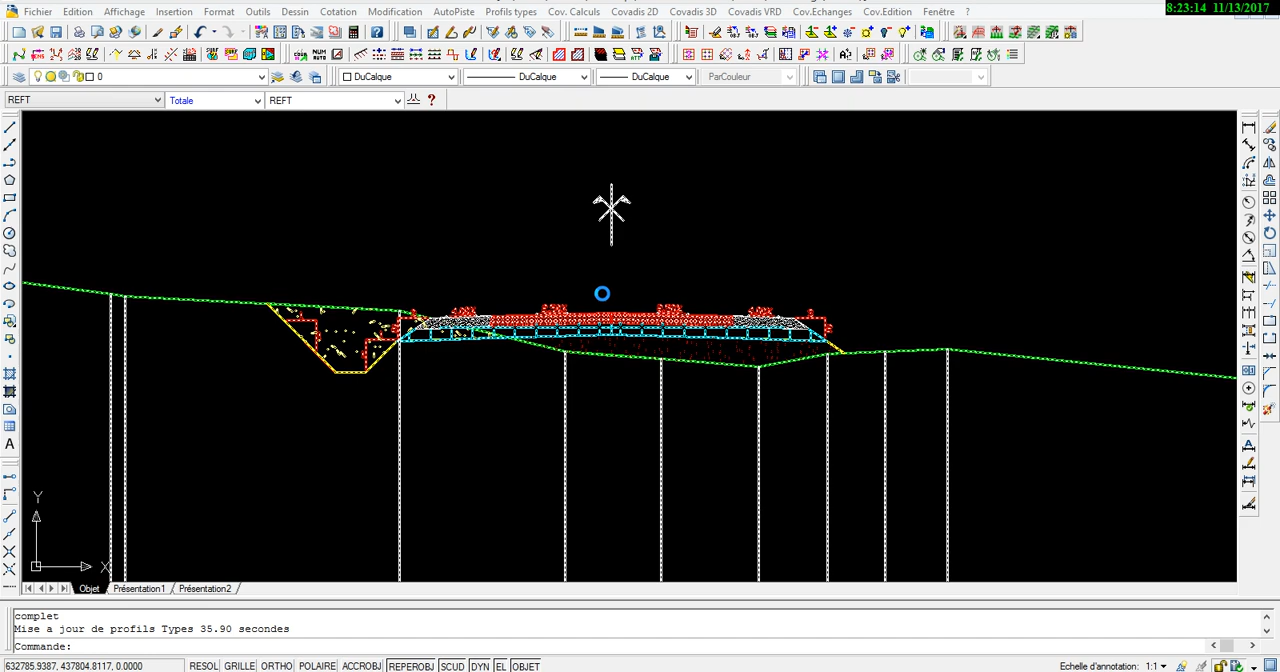 8:23:14 11/13/2017
Fichier Edition Affichage Insertion Format Outils Dessin Cotation Modification AutoPiste Profils types Cov. Calculs Covadis 2D Covadis 3D Covadis VRD Cov.Echanges Cov.Edition Fenêtre ?
0 DuCalque DuCalque DuCalque ParCouleur
REFT Totale REFT ?
A
Y
X
Objet Présentation1 Présentation2
complet
Mise a jour de profils Types 35.90 secondes
Commande:
632785.9387, 437804.8117, 0.0000 RESOL GRILLE ORTHO POLAIRE ACCROBJ REPEROBJ SCUD DYN EL OBJET Echelle d'annotation: 1:1